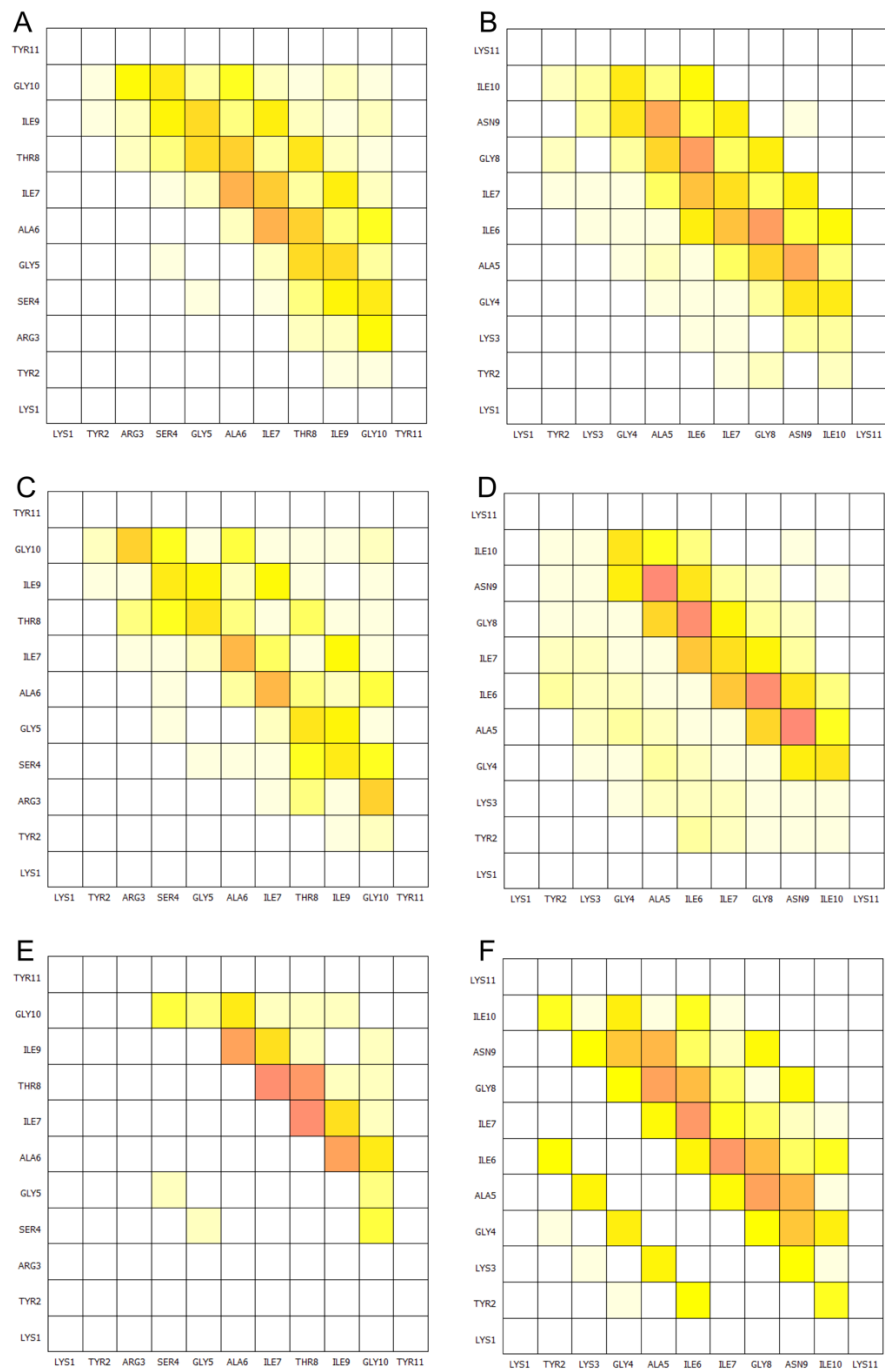 A
TYR11
GLY10
ILE9
THR8
ILE7
ALA6
GLY5
SER4
ARG3
TYR2
LYS1
LYS1 TYR2 ARG3 SER4 GLY5 ALA6 ILE7 THR8 ILE9 GLY10 TYR11
B
LYS11
ILE10
ASN9
GLY8
ILE7
ILE6
ALA5
GLY4
LYS3
TYR2
LYS1
LYS1 TYR2 LYS3 GLY4 ALA5 ILE6 ILE7 GLY8 ASN9 ILE10 LYS11
C
TYR11
GLY10
ILE9
THR8
ILE7
ALA6
GLY5
SER4
ARG3
TYR2
LYS1
LYS1 TYR2 ARG3 SER4 GLY5 ALA6 ILE7 THR8 ILE9 GLY10 TYR11
D
LYS11
ILE10
ASN9
GLY8
ILE7
ILE6
ALA5
GLY4
LYS3
TYR2
LYS1
LYS1 TYR2 LYS3 GLY4 ALA5 ILE6 ILE7 GLY8 ASN9 ILE10 LYS11
E
TYR11
GLY10
ILE9
THR8
ILE7
ALA6
GLY5
SER4
ARG3
TYR2
LYS1
LYS1 TYR2 ARG3 SER4 GLY5 ALA6 ILE7 THR8 ILE9 GLY10 TYR11
F
LYS11
ILE10
ASN9
GLY8
ILE7
ILE6
ALA5
GLY4
LYS3
TYR2
LYS1
LYS1 TYR2 LYS3 GLY4 ALA5 ILE6 ILE7 GLY8 ASN9 ILE10 LYS11